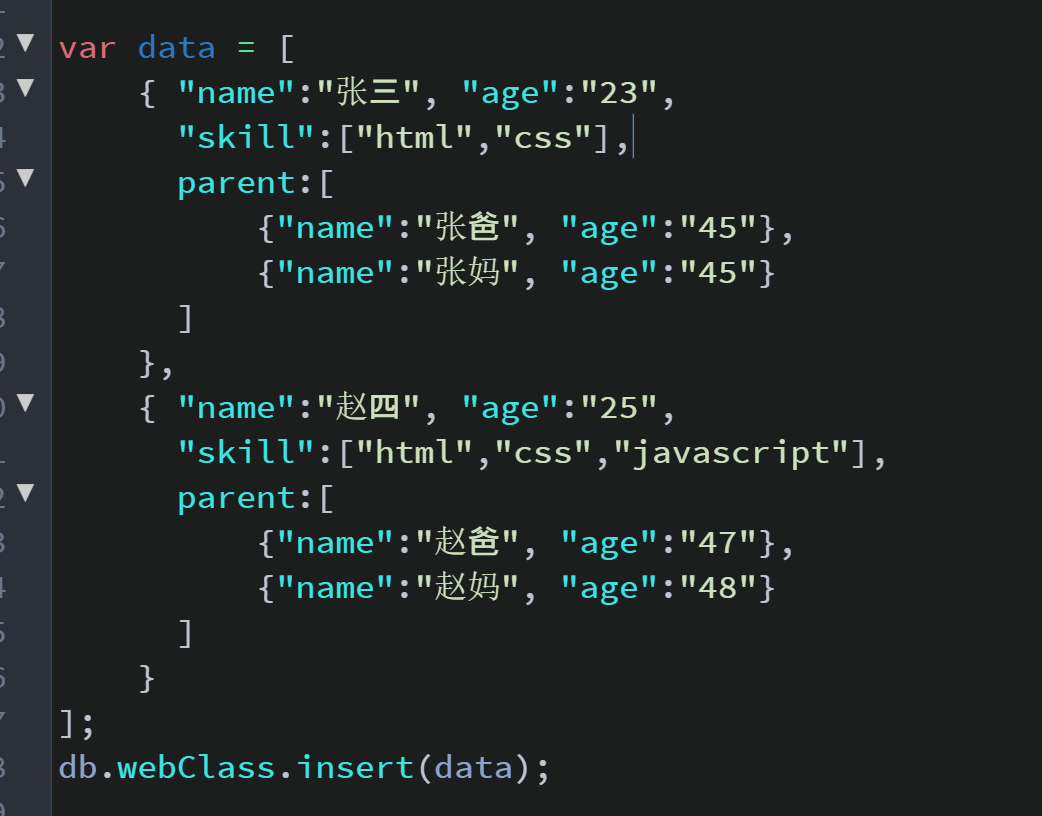 var data = [
{ "name":"张三", "age":"23",
"skill":["html","css"],
parent:[
{"name":"张爸", "age":"45"},
{"name":"张妈", "age":"45"}
]
},
{ "name":"赵四", "age":"25",
"skill":["html","css","javascript"],
parent:[
{"name":"赵爸", "age":"47"},
{"name":"赵妈", "age":"48"}
]
}
];
db.webClass.insert(data);